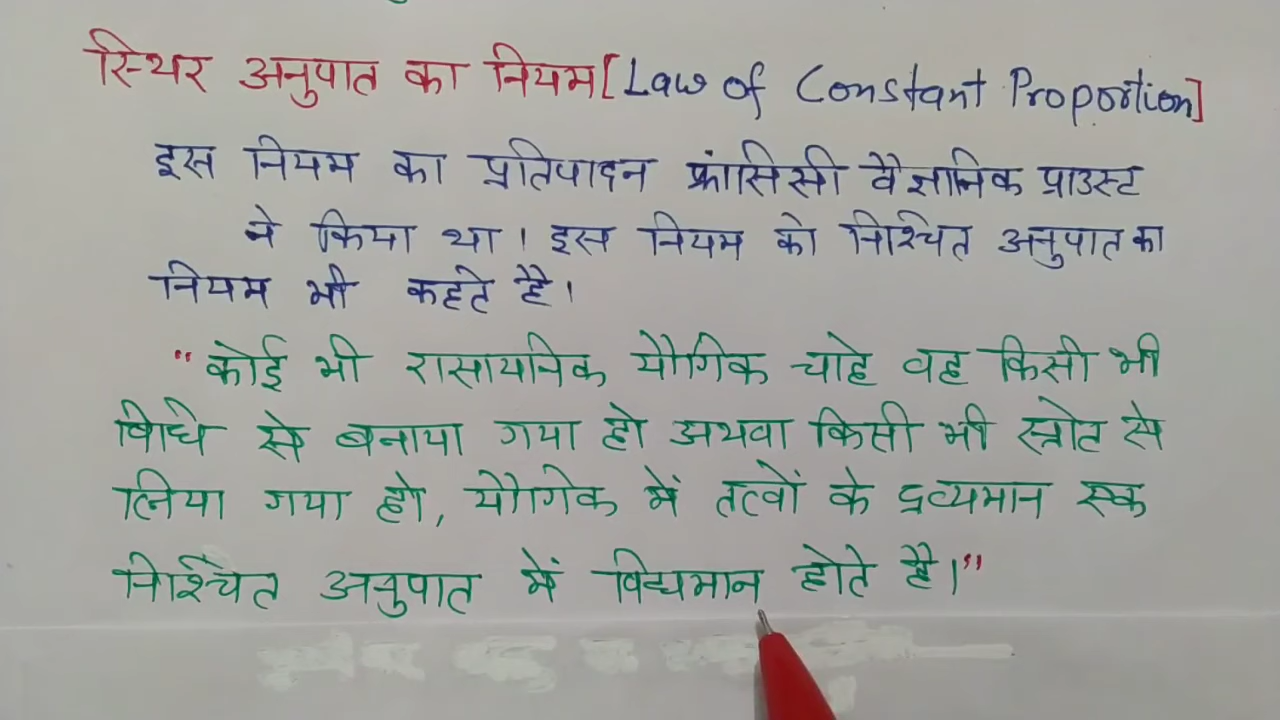 स्थिर अनुपात का नियम [Law of Constant Proportion]
इस नियम का प्रतिपादन फ्रांसिसी वैज्ञानिक प्राउस्ट
ने किया था। इस नियम को निश्चित अनुपात का
नियम भी कहते है।
"कोई भी रासायनिक यौगिक चाहे वह किसी भी
विधि से बनाया गया हो अथवा किसी भी स्त्रोत से
लिया गया हो, यौगिक में तत्वों के द्रव्यमान एक
निश्चित अनुपात में विद्यमान होते है।"